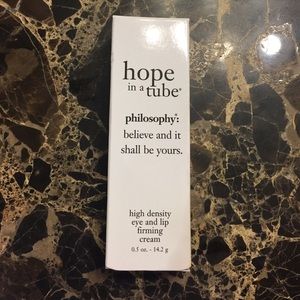 hope
in a
tube®
philosophy®:
believe and it
shall be yours.
high density
eye and lip
firming
cream
0.5 oz. - 14.2 g